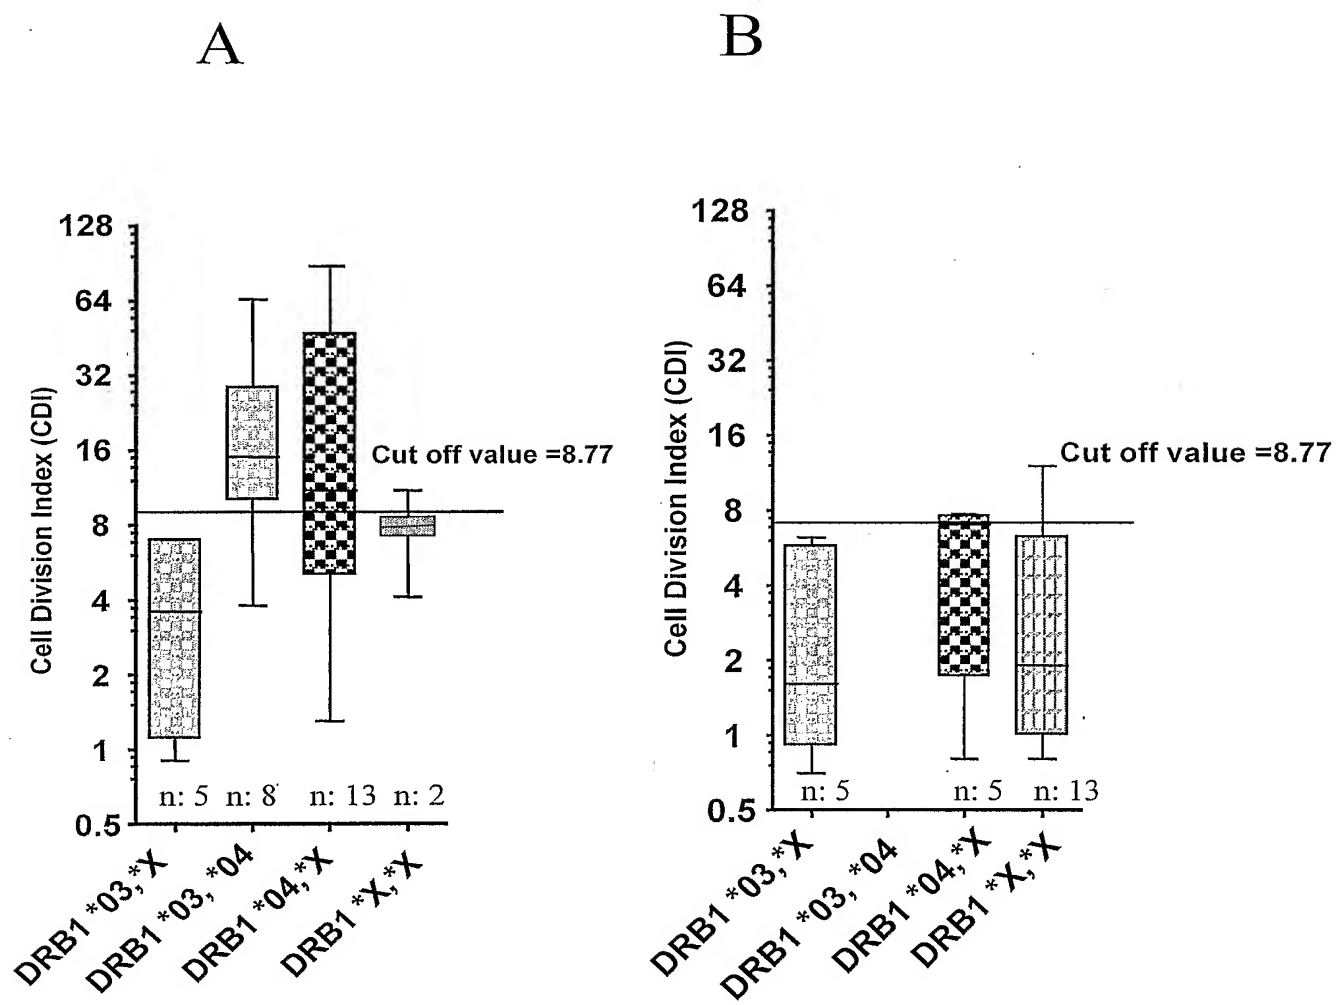 A
B
128
64
32
16
8
4
2
1
0.5
Cell Division Index (CDI)
Cut off value =8.77
n: 5 n: 8 n: 13 n: 2
DRB1 *03,*X
DRB1 *03, *04
DRB1 *04,*X
DRB1 *X,*X
128
64
32
16
8
4
2
1
0.5
Cell Division Index (CDI)
Cut off value =8.77
n: 5 n: 5 n: 13
DRB1 *03,*X
DRB1 *03, *04
DRB1 *04,*X
DRB1 *X,*X